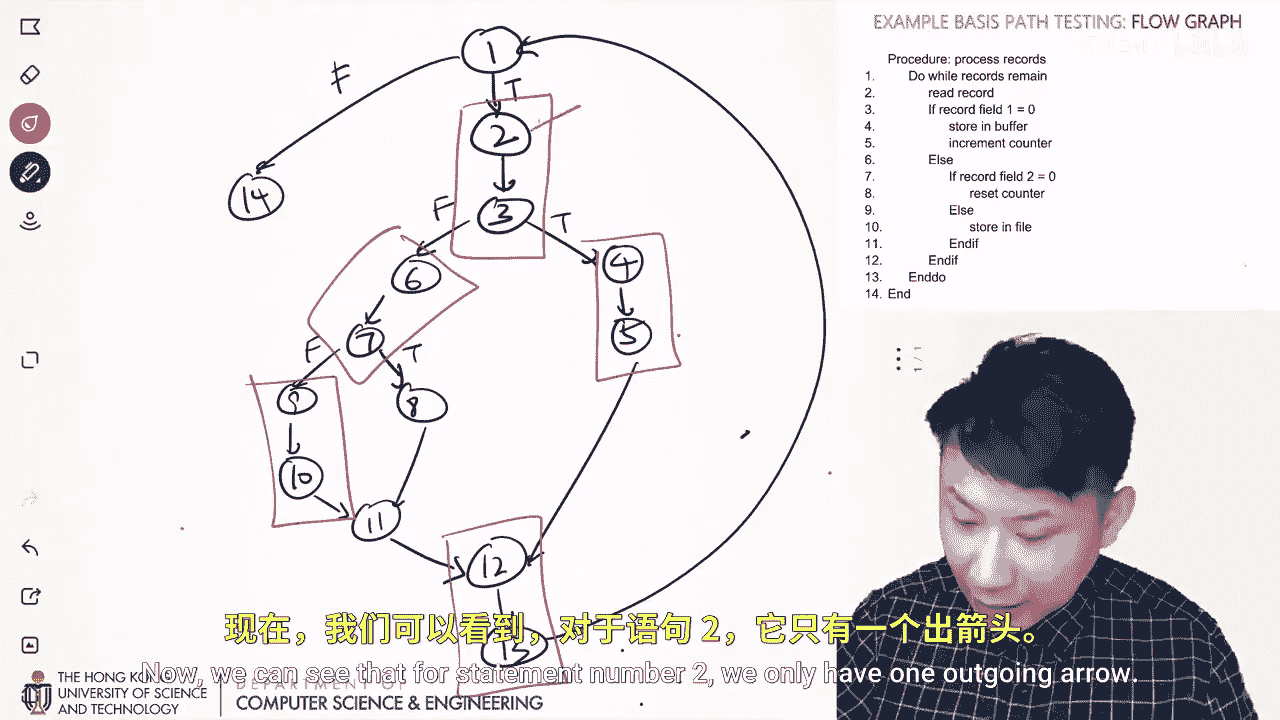 EXAMPLE BASIS PATH TESTING: FLOW GRAPH
Procedure: process records
1. Do while records remain
2. read record
3. If record field 1 = 0
4. store in buffer
5. increment counter
6. Else
7. If record field 2 = 0
8. reset counter
9. Else
10. store in file
11. Endif
12. Endif
13. Enddo
14. End
1
F
T
2
14
3
F
T
6
4
7
5
F
T
9
8
10
11
12
13
1 / 1
现在，我们可以看到，对于语句 2，它只有一个出箭头。
Now, we can see that for statement number 2, we only have one outgoing arrow.
THE HONG KONG
UNIVERSITY OF SCIENCE
AND TECHNOLOGY
DEPARTMENT OF
COMPUTER SCIENCE & ENGINEERING